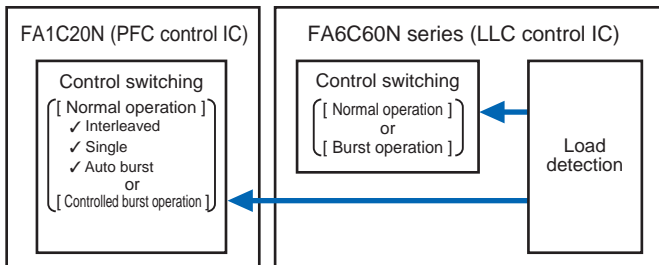 FA1C20N (PFC control IC)
Control switching
[ Normal operation ]
✓ Interleaved
✓ Single
✓ Auto burst
or
[ Controlled burst operation ]
FA6C60N series (LLC control IC)
Control switching
[ Normal operation ]
or
[ Burst operation ]
Load
detection